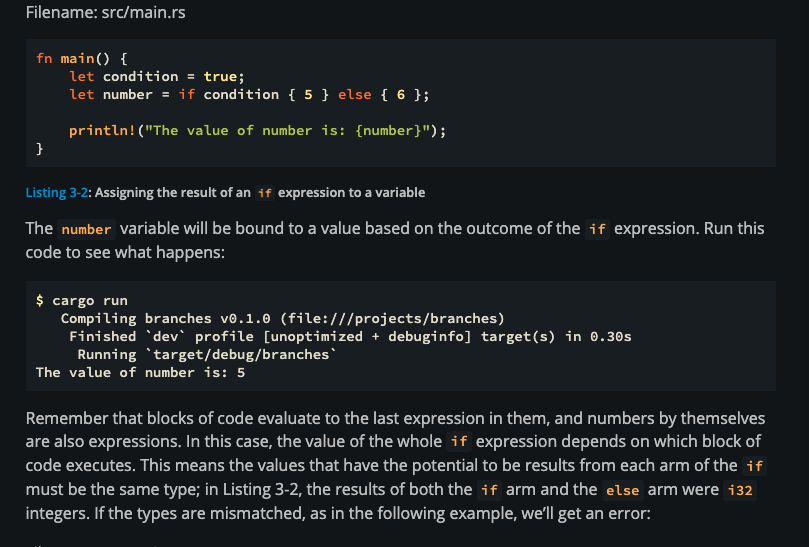 Filename: src/main.rs
fn main() {
    let condition = true;
    let number = if condition { 5 } else { 6 };

    println!("The value of number is: {number}");
}
Listing 3-2: Assigning the result of an if expression to a variable
The number variable will be bound to a value based on the outcome of the if expression. Run this
code to see what happens:
$ cargo run
   Compiling branches v0.1.0 (file:///projects/branches)
    Finished `dev` profile [unoptimized + debuginfo] target(s) in 0.30s
     Running `target/debug/branches`
The value of number is: 5
Remember that blocks of code evaluate to the last expression in them, and numbers by themselves
are also expressions. In this case, the value of the whole if expression depends on which block of
code executes. This means the values that have the potential to be results from each arm of the if
must be the same type; in Listing 3-2, the results of both the if arm and the else arm were i32
integers. If the types are mismatched, as in the following example, we’ll get an error: